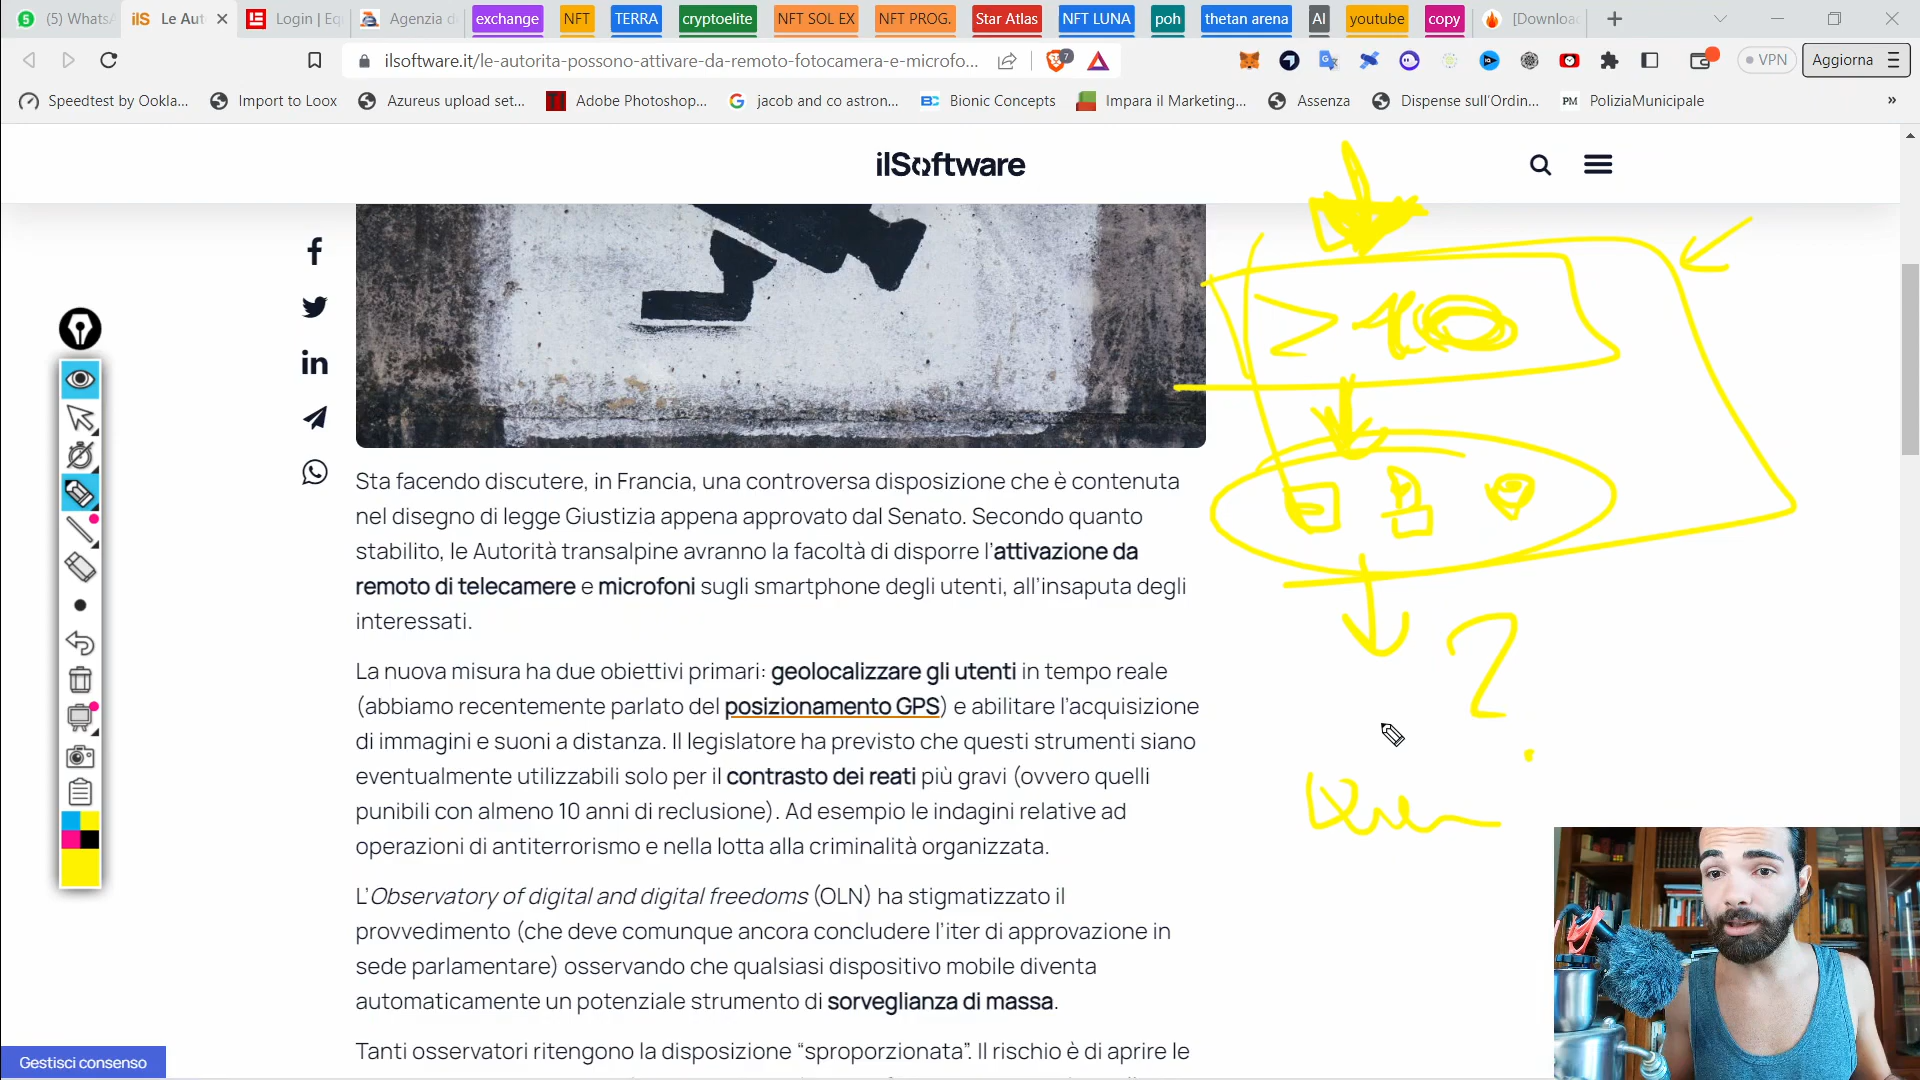 (5) Whats
Le Aut
Login | Eq
Agenzia d
exchange
NFT
TERRA
cryptoelite
NFT SOL EX
NFT PROG.
Star Atlas
NFT LUNA
poh
thetan arena
AI
youtube
copy
[Downloa
ilsoftware.it/le-autorita-possono-attivare-da-remoto-fotocamera-e-microfo...
7
VPN
Aggiorna
Speedtest by Ookla...
Import to Loox
Azureus upload set...
Adobe Photoshop...
jacob and co astron...
Bionic Concepts
Impara il Marketing...
Assenza
Dispense sull'Ordin...
PM PoliziaMunicipale
»
ilSoftware
> 10
Sta facendo discutere, in Francia, una controversa disposizione che è contenuta
nel disegno di legge Giustizia appena approvato dal Senato. Secondo quanto
stabilito, le Autorità transalpine avranno la facoltà di disporre l'attivazione da
remoto di telecamere e microfoni sugli smartphone degli utenti, all'insaputa degli
interessati.
?
La nuova misura ha due obiettivi primari: geolocalizzare gli utenti in tempo reale
(abbiamo recentemente parlato del posizionamento GPS) e abilitare l'acquisizione
di immagini e suoni a distanza. Il legislatore ha previsto che questi strumenti siano
eventualmente utilizzabili solo per il contrasto dei reati più gravi (ovvero quelli
punibili con almeno 10 anni di reclusione). Ad esempio le indagini relative ad
operazioni di antiterrorismo e nella lotta alla criminalità organizzata.
L'Observatory of digital and digital freedoms (OLN) ha stigmatizzato il
provvedimento (che deve comunque ancora concludere l'iter di approvazione in
sede parlamentare) osservando che qualsiasi dispositivo mobile diventa
automaticamente un potenziale strumento di sorveglianza di massa.
Tanti osservatori ritengono la disposizione "sproporzionata". Il rischio è di aprire le
Gestisci consenso